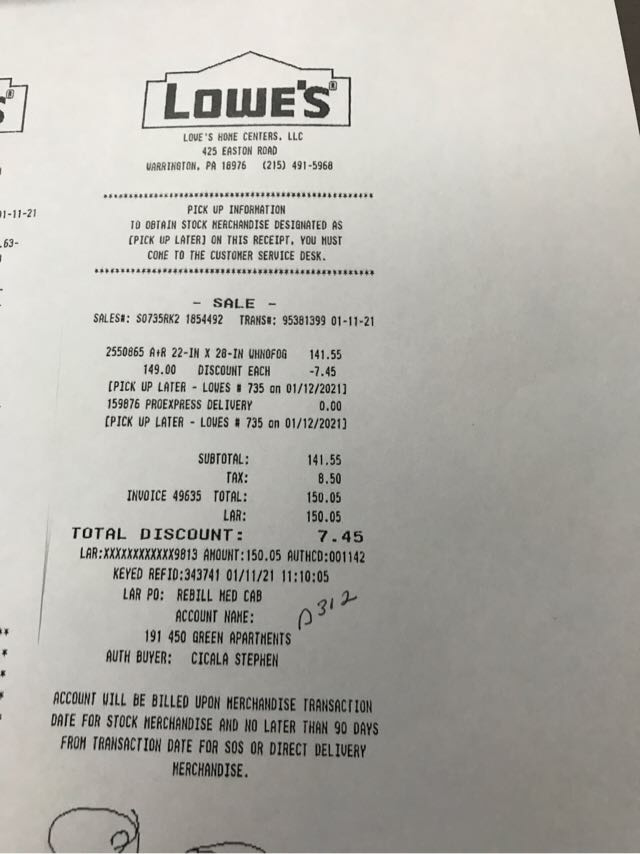 LOWE'S®
LOWE'S HOME CENTERS, LLC
425 EASTON ROAD
WARRINGTON, PA 18976 (215) 491-5968
****************************************************
PICK UP INFORMATION
TO OBTAIN STOCK MERCHANDISE DESIGNATED AS
[PICK UP LATER] ON THIS RECEIPT, YOU MUST
COME TO THE CUSTOMER SERVICE DESK.
****************************************************
- SALE -
SALES#: S0735RK2 1854492 TRANS#: 95381399 01-11-21
2550865 A+R 22-IN X 28-IN WHNOFOG 141.55
149.00 DISCOUNT EACH -7.45
[PICK UP LATER - LOWES # 735 on 01/12/2021]
159876 PROEXPRESS DELIVERY 0.00
[PICK UP LATER - LOWES # 735 on 01/12/2021]
SUBTOTAL: 141.55
TAX: 8.50
INVOICE 49635 TOTAL: 150.05
LAR: 150.05
TOTAL DISCOUNT: 7.45
LAR:XXXXXXXXXXXX9813 AMOUNT:150.05 AUTHCD:001142
KEYED REFID:343741 01/11/21 11:10:05
LAR PO: REBILL MED CAB
ACCOUNT NAME:
D312
191 450 GREEN APARTMENTS
AUTH BUYER: CICALA STEPHEN
ACCOUNT WILL BE BILLED UPON MERCHANDISE TRANSACTION
DATE FOR STOCK MERCHANDISE AND NO LATER THAN 90 DAYS
FROM TRANSACTION DATE FOR SOS OR DIRECT DELIVERY
MERCHANDISE.
01-11-21
.63-